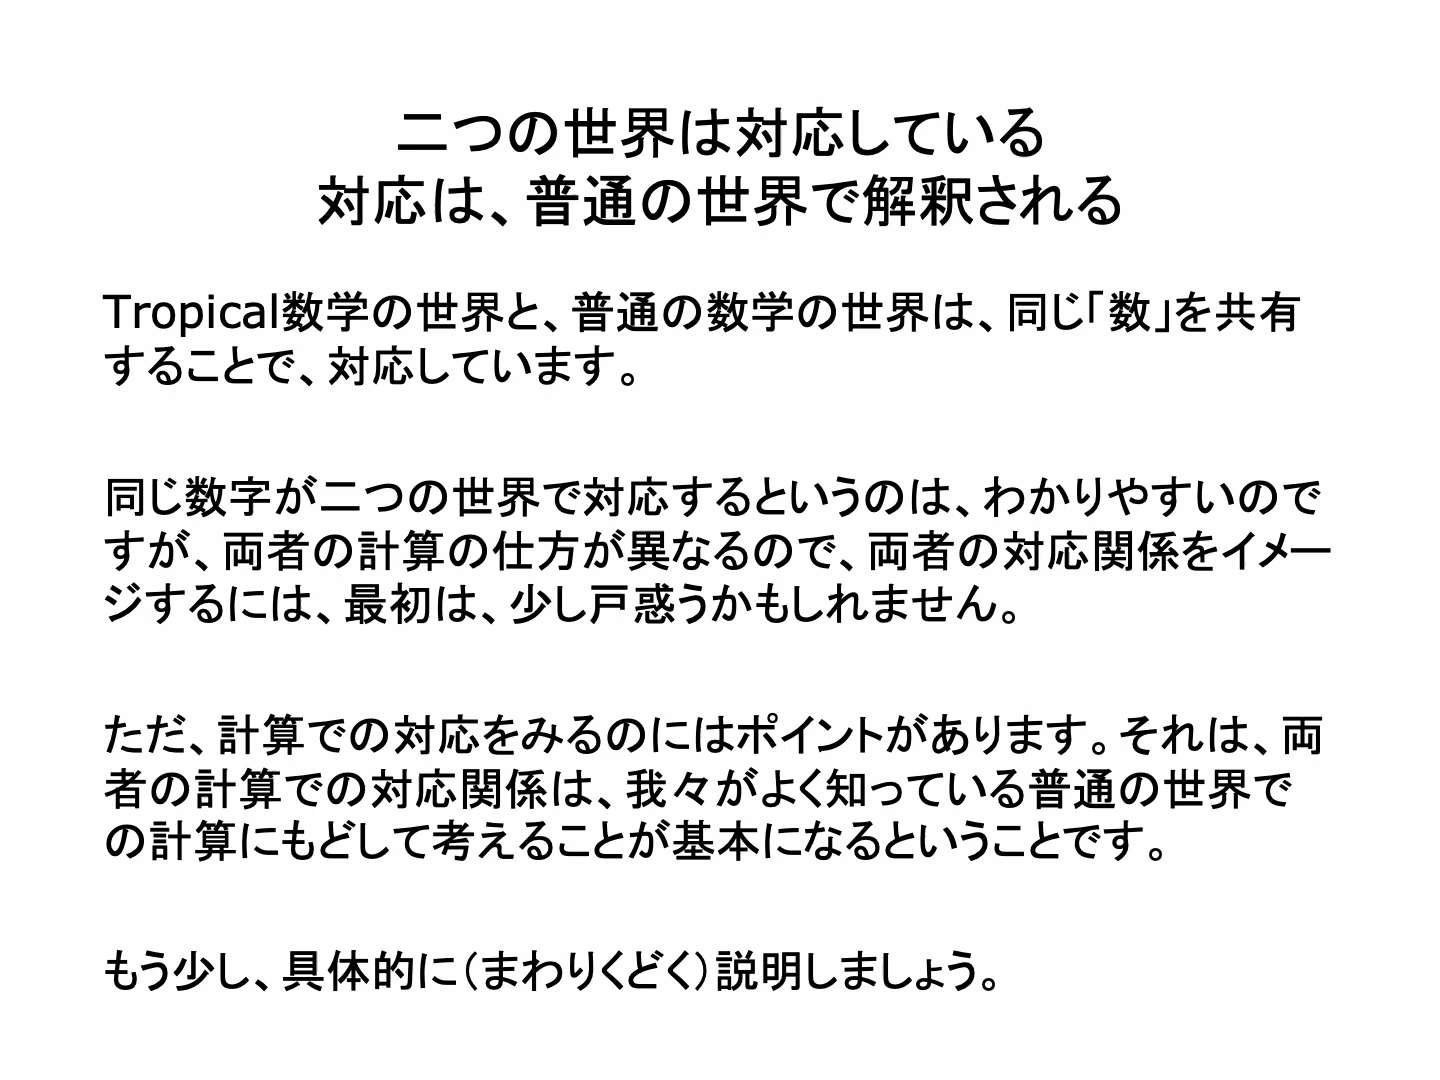 二つの世界は対応している
対応は、普通の世界で解釈される
Tropical数学の世界と、普通の数学の世界は、同じ「数」を共有
することで、対応しています。
同じ数字が二つの世界で対応するというのは、わかりやすいので
すが、両者の計算の仕方が異なるので、両者の対応関係をイメー
ジするには、最初は、少し戸惑うかもしれません。
ただ、計算での対応をみるのにはポイントがあります。それは、両
者の計算での対応関係は、我々がよく知っている普通の世界で
の計算にもどして考えることが基本になるということです。
もう少し、具体的に（まわりくどく）説明しましょう。